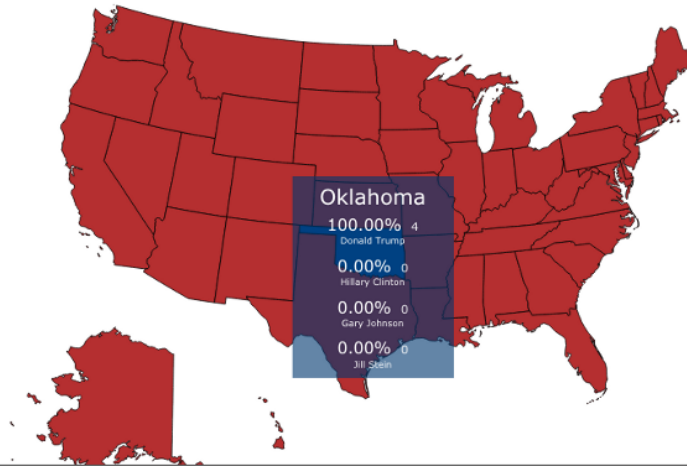 Oklahoma
100.00% 4
Donald Trump
0.00% 0
Hillary Clinton
0.00% 0
Gary Johnson
0.00% 0
Jill Stein